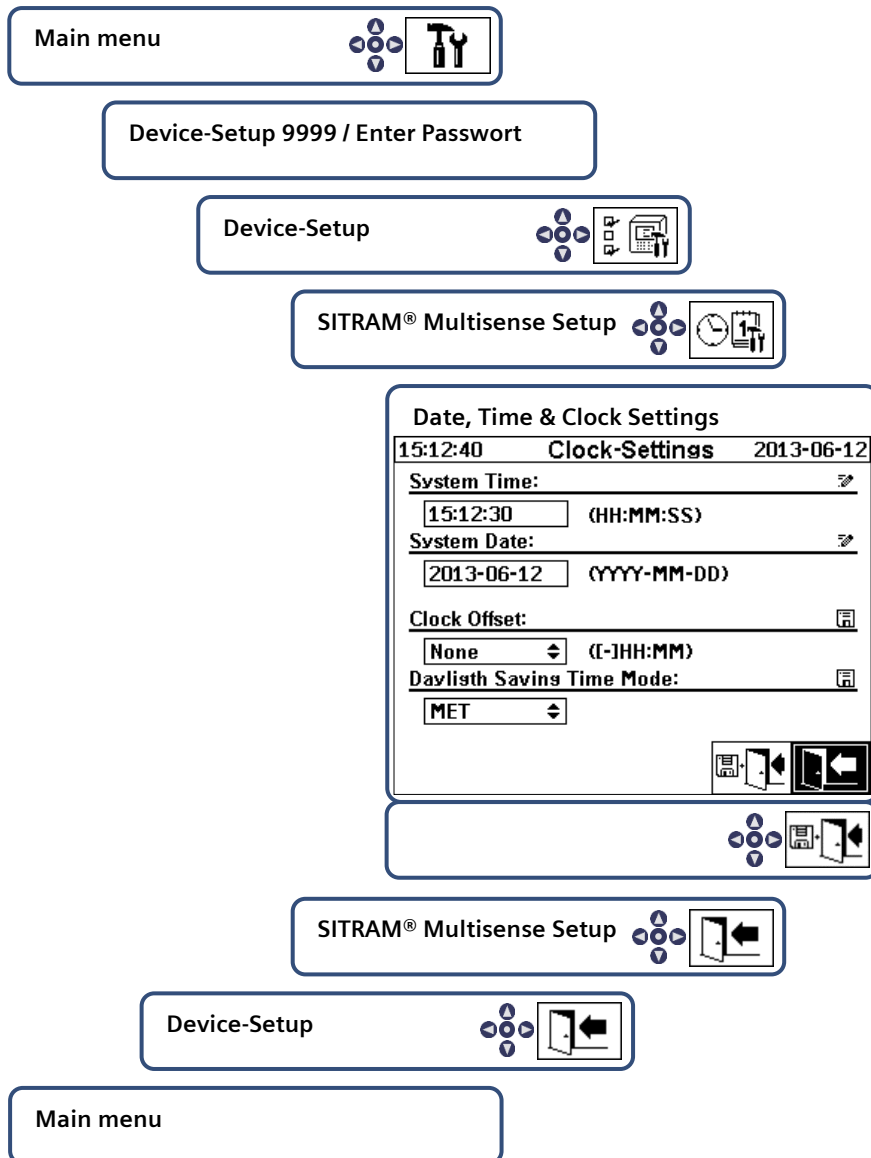 Main menu
Device-Setup 9999 / Enter Passwort
Device-Setup
SITRAM® Multisense Setup
1
Date, Time & Clock Settings
15:12:40 Clock-Settings 2013-06-12
System Time:
15:12:30 (HH:MM:SS)
System Date:
2013-06-12 (YYYY-MM-DD)
Clock Offset:
None ([-]HH:MM)
Dayligth Saving Time Mode:
MET
SITRAM® Multisense Setup
Device-Setup
Main menu